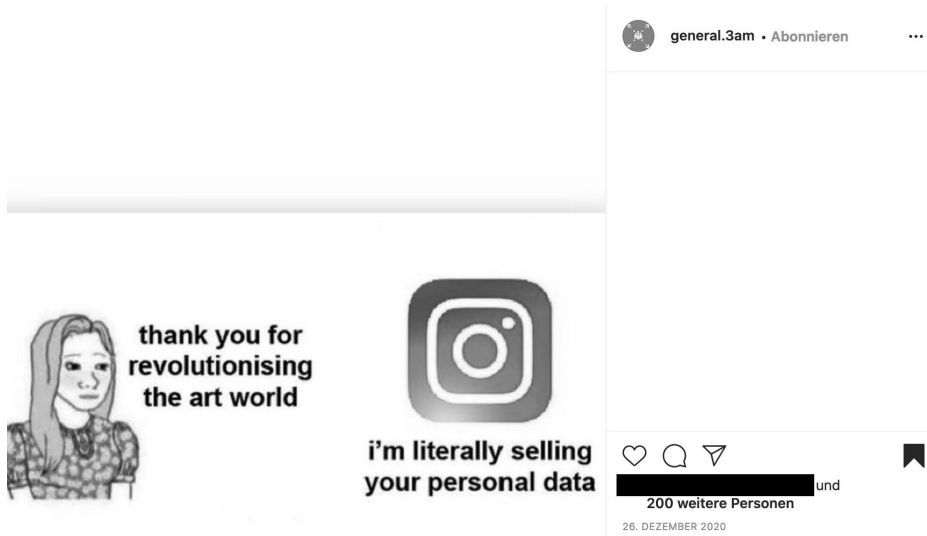 general.3am • Abonnieren
thank you for
revolutionising
the art world
i'm literally selling
your personal data
und
200 weitere Personen
26. DEZEMBER 2020